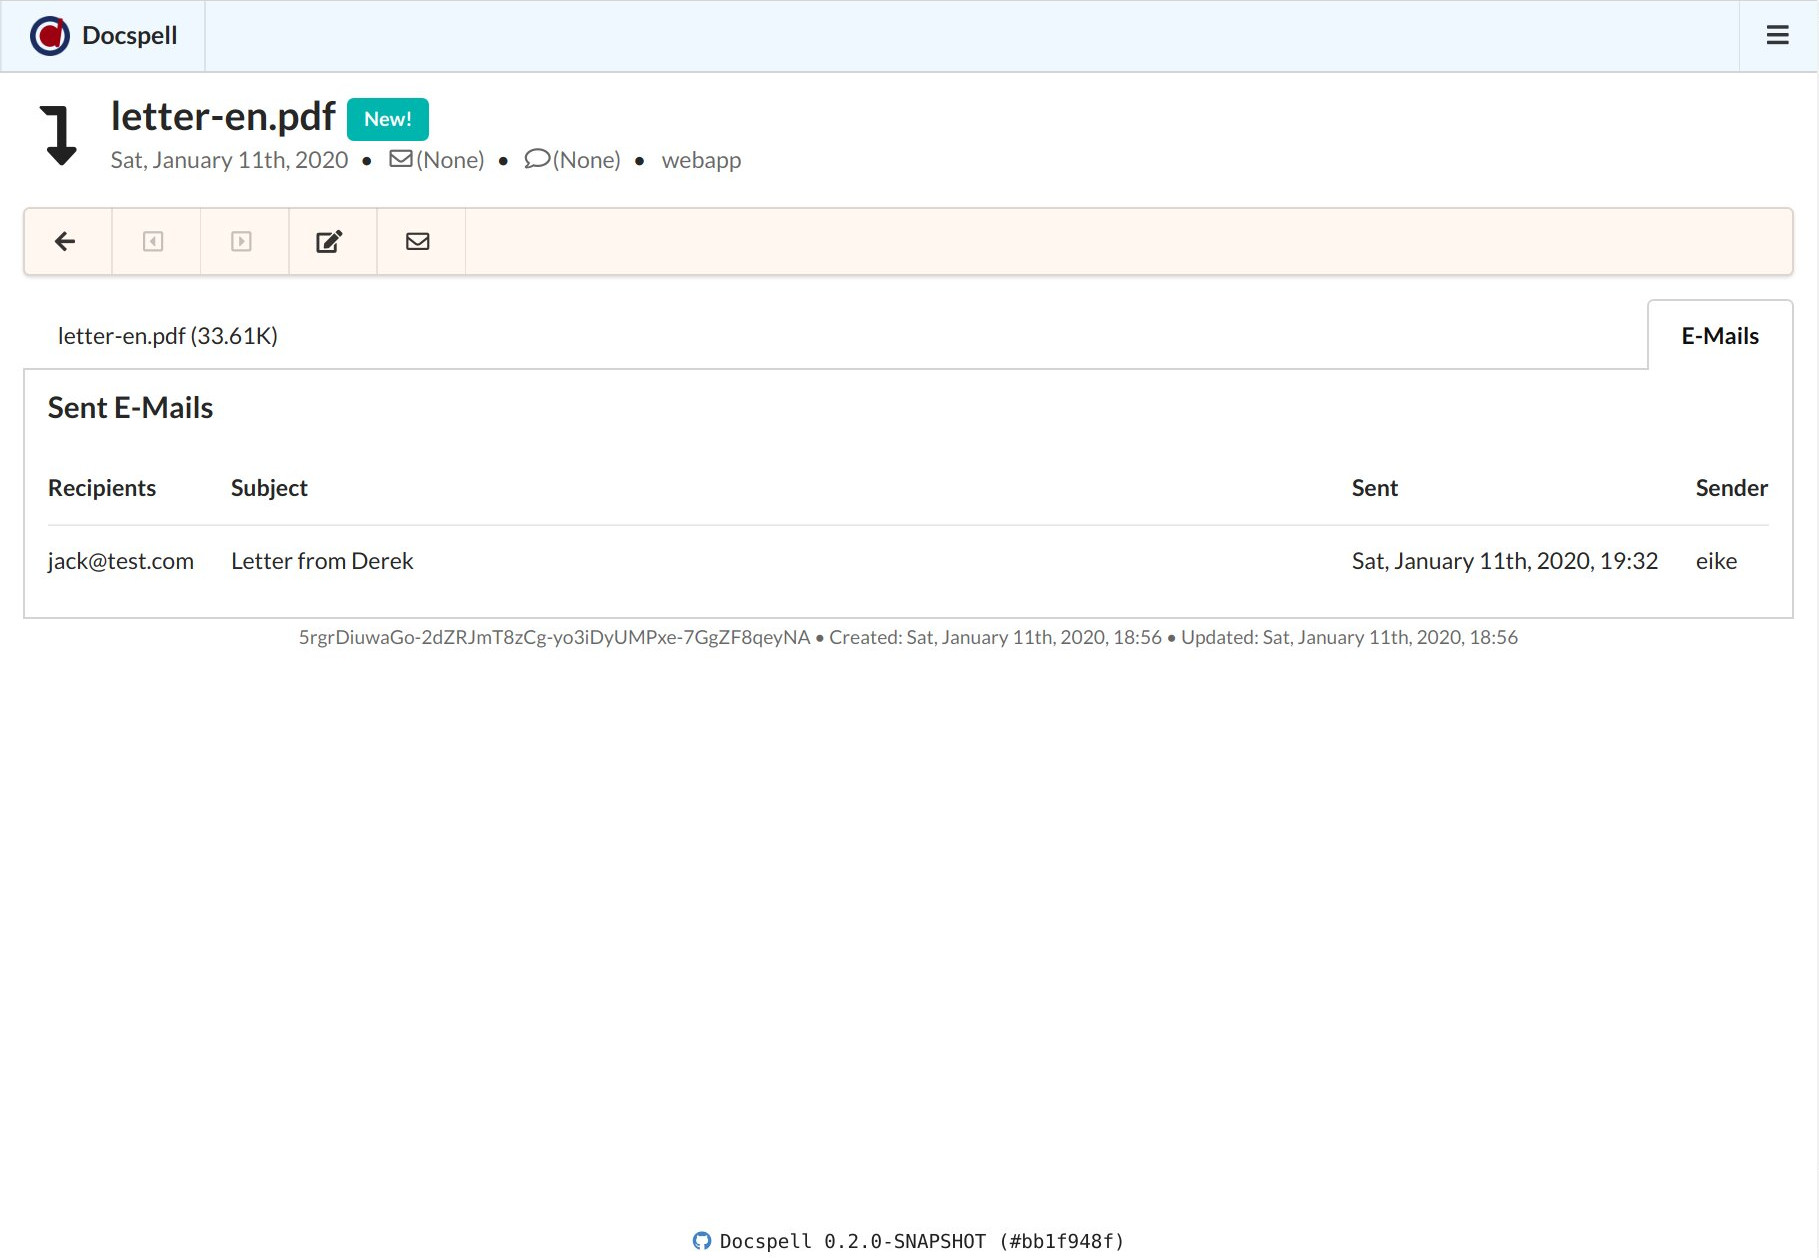 Docspell
letter-en.pdf New!
Sat, January 11th, 2020 • (None) • (None) • webapp
letter-en.pdf (33.61K) E-Mails
Sent E-Mails
Recipients Subject Sent Sender
jack@test.com Letter from Derek Sat, January 11th, 2020, 19:32 eike
5rgrDiuwaGo-2dZRJmT8zCg-yo3iDyUMPxe-7GgZF8qeyNA • Created: Sat, January 11th, 2020, 18:56 • Updated: Sat, January 11th, 2020, 18:56
Docspell 0.2.0-SNAPSHOT (#bb1f948f)